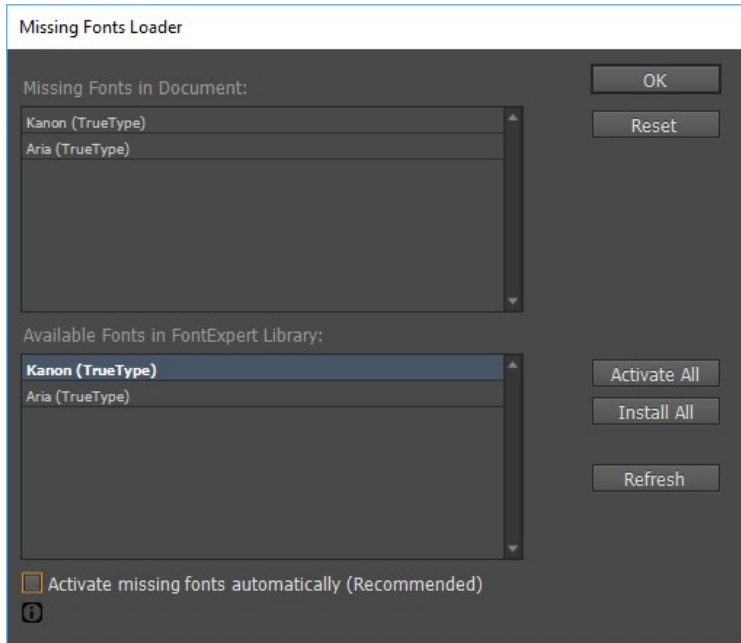 Missing Fonts Loader
Missing Fonts in Document:
OK
Kanon (TrueType)
Reset
Aria (TrueType)
Available Fonts in FontExpert Library:
Kanon (TrueType)
Activate All
Aria (TrueType)
Install All
Refresh
Activate missing fonts automatically (Recommended)